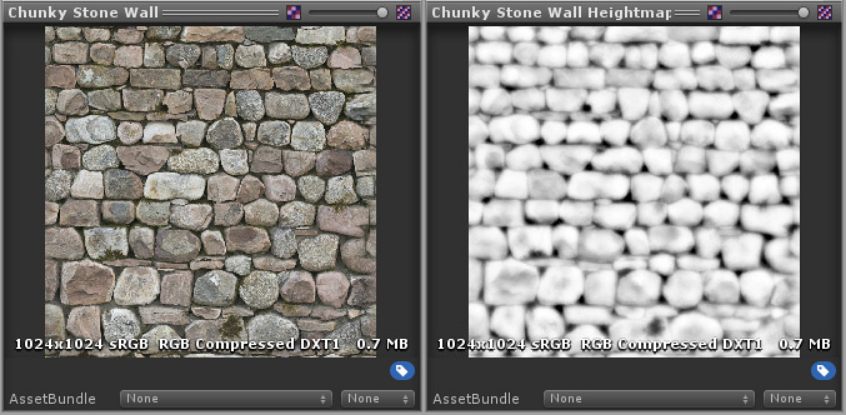 Chunky Stone Wall
1024x1024 sRGB RGB Compressed DXT1 0.7 MB
AssetBundle None None
Chunky Stone Wall Heightmap
1024x1024 sRGB RGB Compressed DXT1 0.7 MB
AssetBundle None None